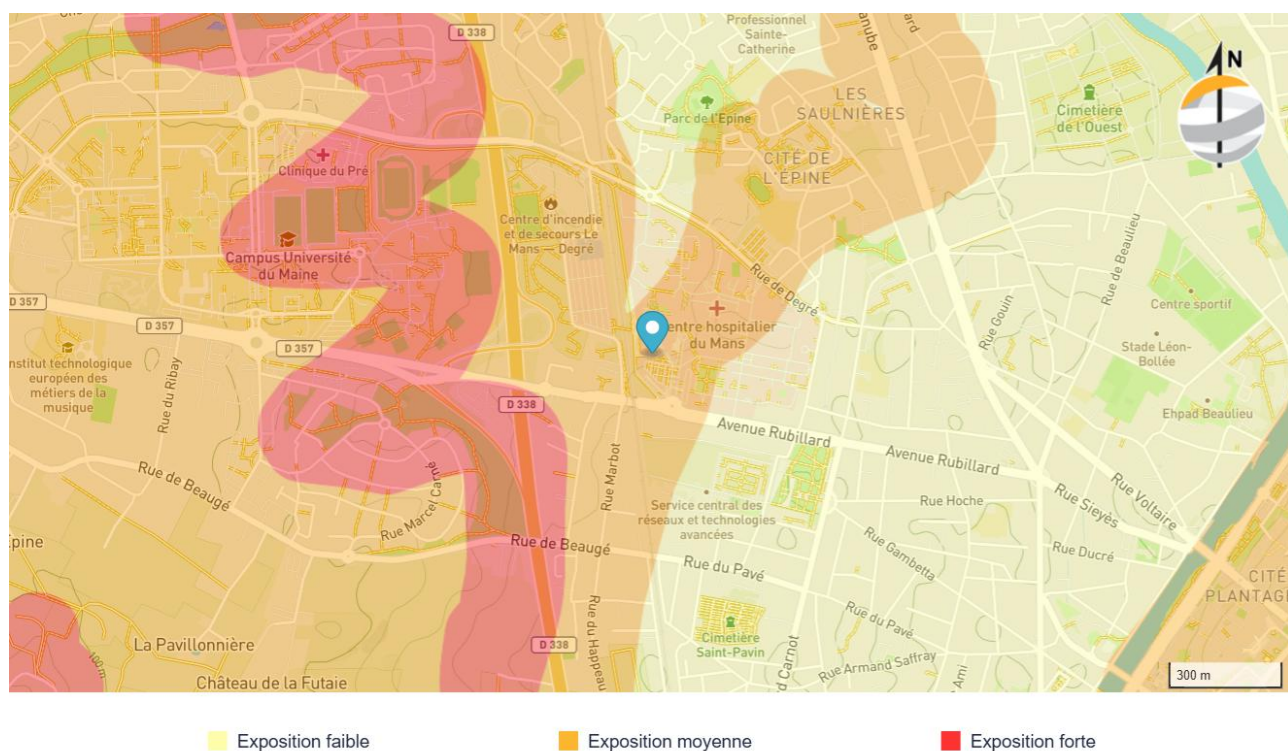 D 338
Professionnel
Sainte-
Catherine
N
LES
SAULNIÈRES
Cimetière
de l'Ouest
Parc de l'Epine
CITÉ DE
L'ÉPINE
Clinique du Pré
Centre d'incendie
et de secours Le
Mans — Degré
Campus Université
du Maine
Rue de Beaulieu
Rue de Degré
Centre sportif
D 357
D 357
D 357
Centre hospitalier
du Mans
Rue Gouin
Stade Léon-
Bollée
Institut technologique
européen des
métiers de la
musique
Rue du Ribay
D 338
Ehpad Beaulieu
Avenue Rubillard
Avenue Rubillard
Rue de Beaugé
Rue Marcel Carné
Rue Marbot
Service central des
réseaux et technologies
avancées
Rue Hoche
Rue Sieyès
Rue Voltaire
Rue de Beaugé
Rue du Pavé
Rue Gambetta
Rue Ducré
CITÉ
PLANTAG
Rue du Happeau
Cimetière
Saint-Pavin
Rue du Pavé
La Pavillonnière
D 338
Carnot
Rue Armand Saffray
Ami
100 m
Château de la Futaie
300 m
Exposition faible
Exposition moyenne
Exposition forte